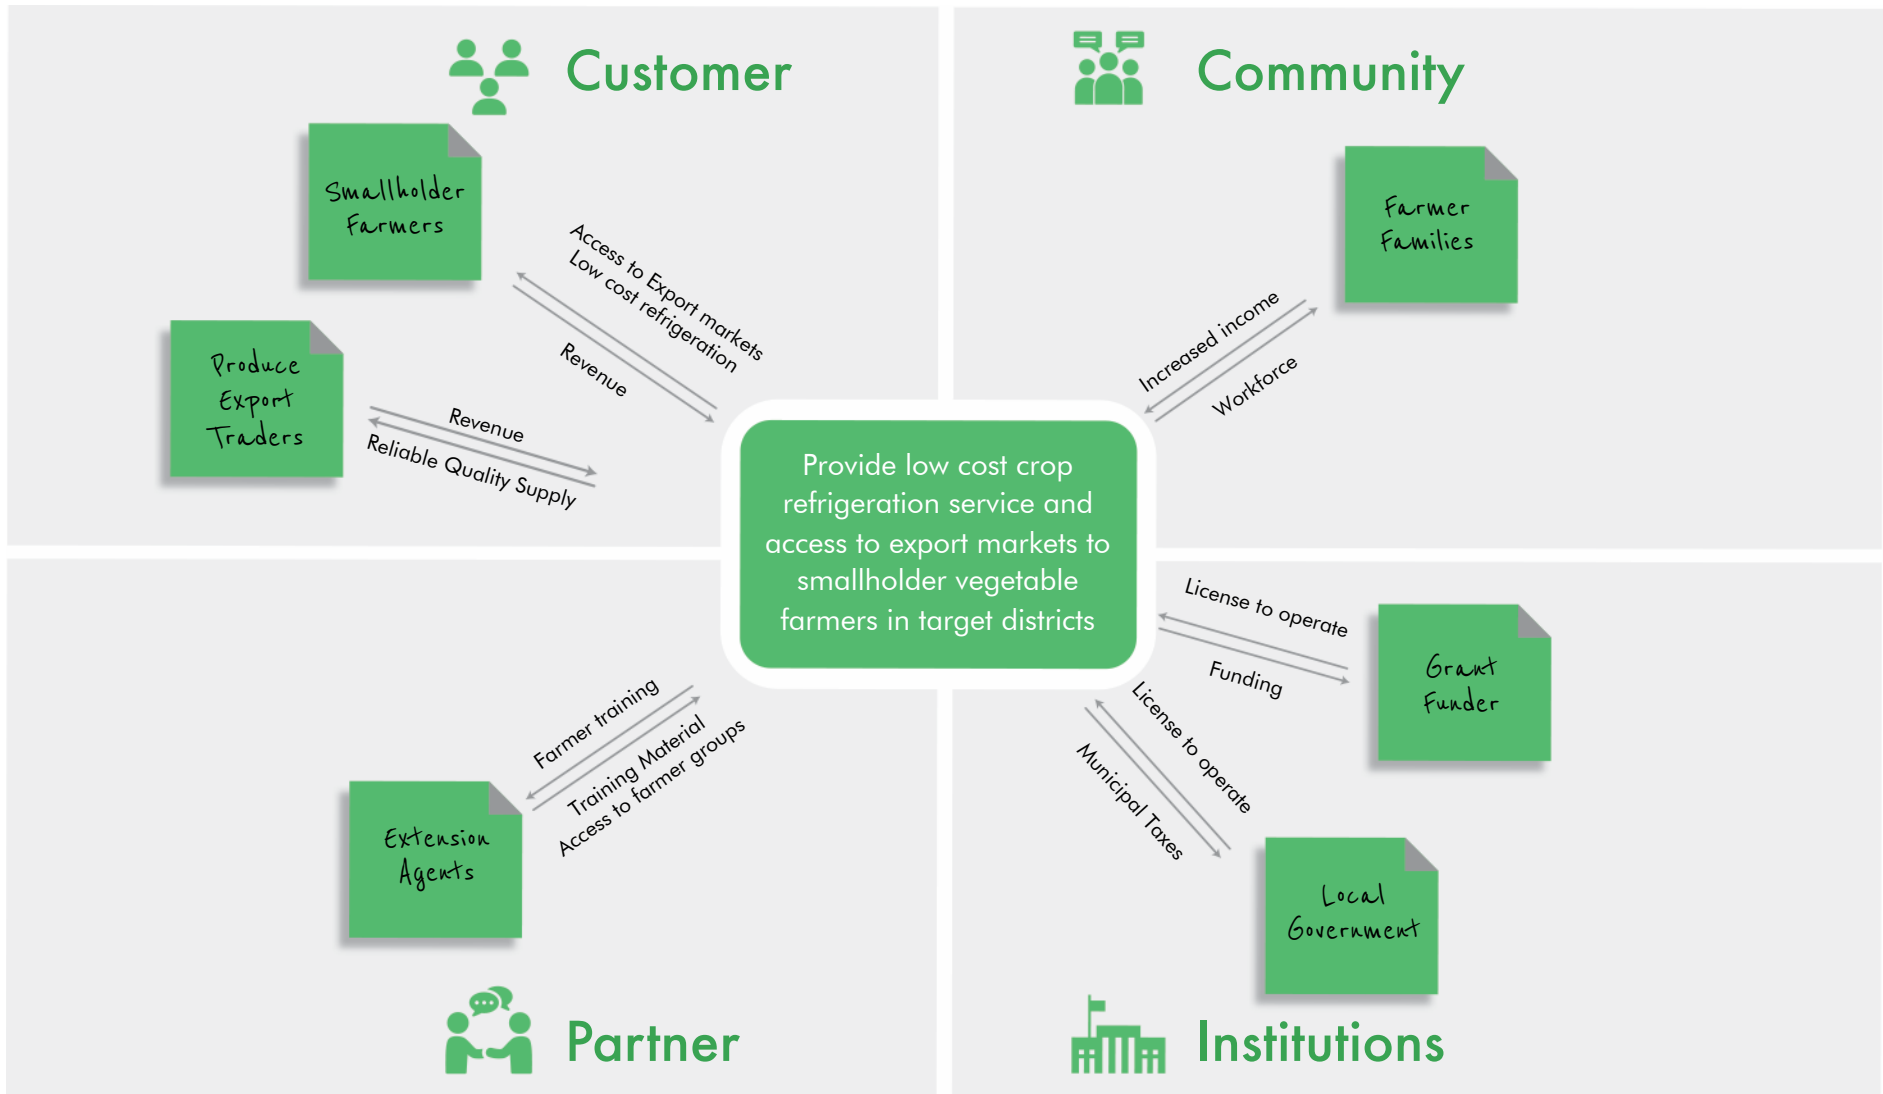 Customer
Smallholder
Farmers
Access to Export markets
Low cost refrigeration
Revenue
Produce
Export
Traders
Revenue
Reliable Quality Supply
Community
Farmer
Families
Increased income
Workforce
Provide low cost crop
refrigeration service and
access to export markets to
smallholder vegetable
farmers in target districts
Farmer training
Training Material
Access to farmer groups
Extension
Agents
Partner
License to operate
Funding
Grant
Funder
License to operate
Municipal Taxes
Local
Government
Institutions